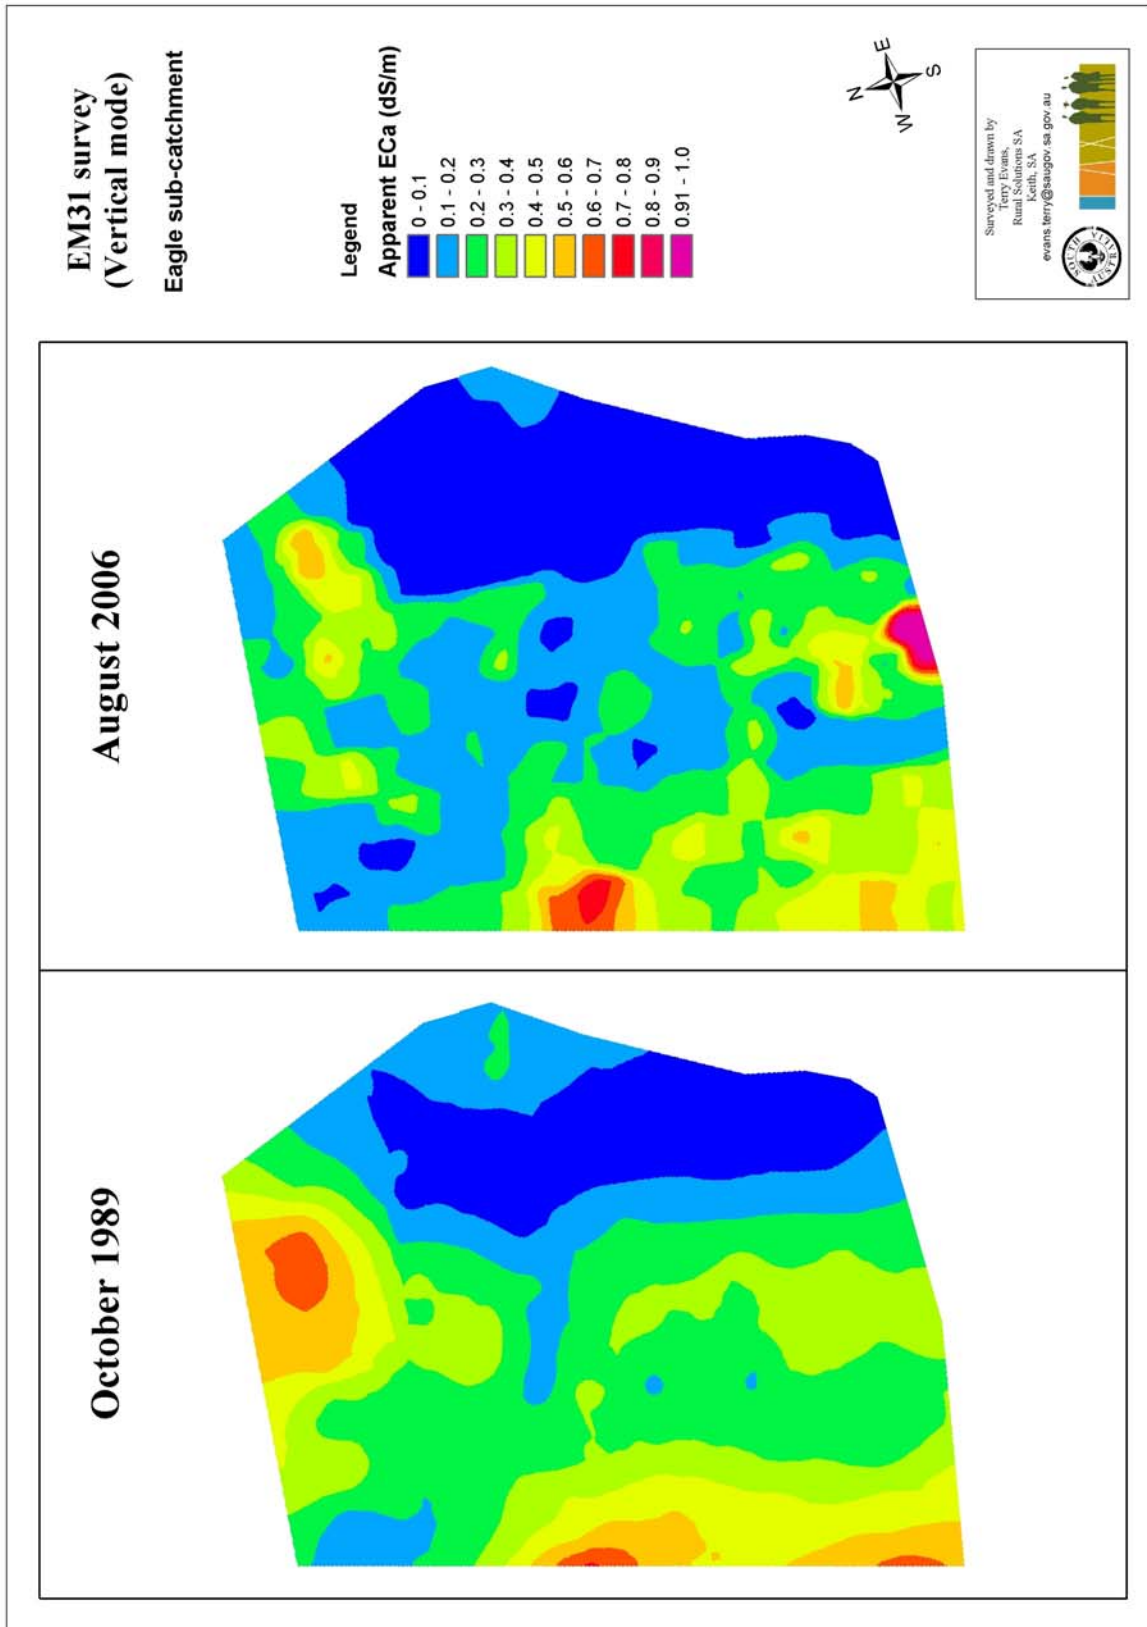 EM31 survey
(Vertical mode)
Eagle sub-catchment
Legend
Apparent ECa (dS/m)
0 - 0.1
0.1 - 0.2
0.2 - 0.3
0.3 - 0.4
0.4 - 0.5
0.5 - 0.6
0.6 - 0.7
0.7 - 0.8
0.8 - 0.9
0.91 - 1.0
N
E
S
W
Surveyed and drawn by
Terry Evans,
Rural Solutions SA
Keith, SA
evans.terry@saugov.sa.gov.au
SOUTH AUSTRALIA
August 2006
October 1989